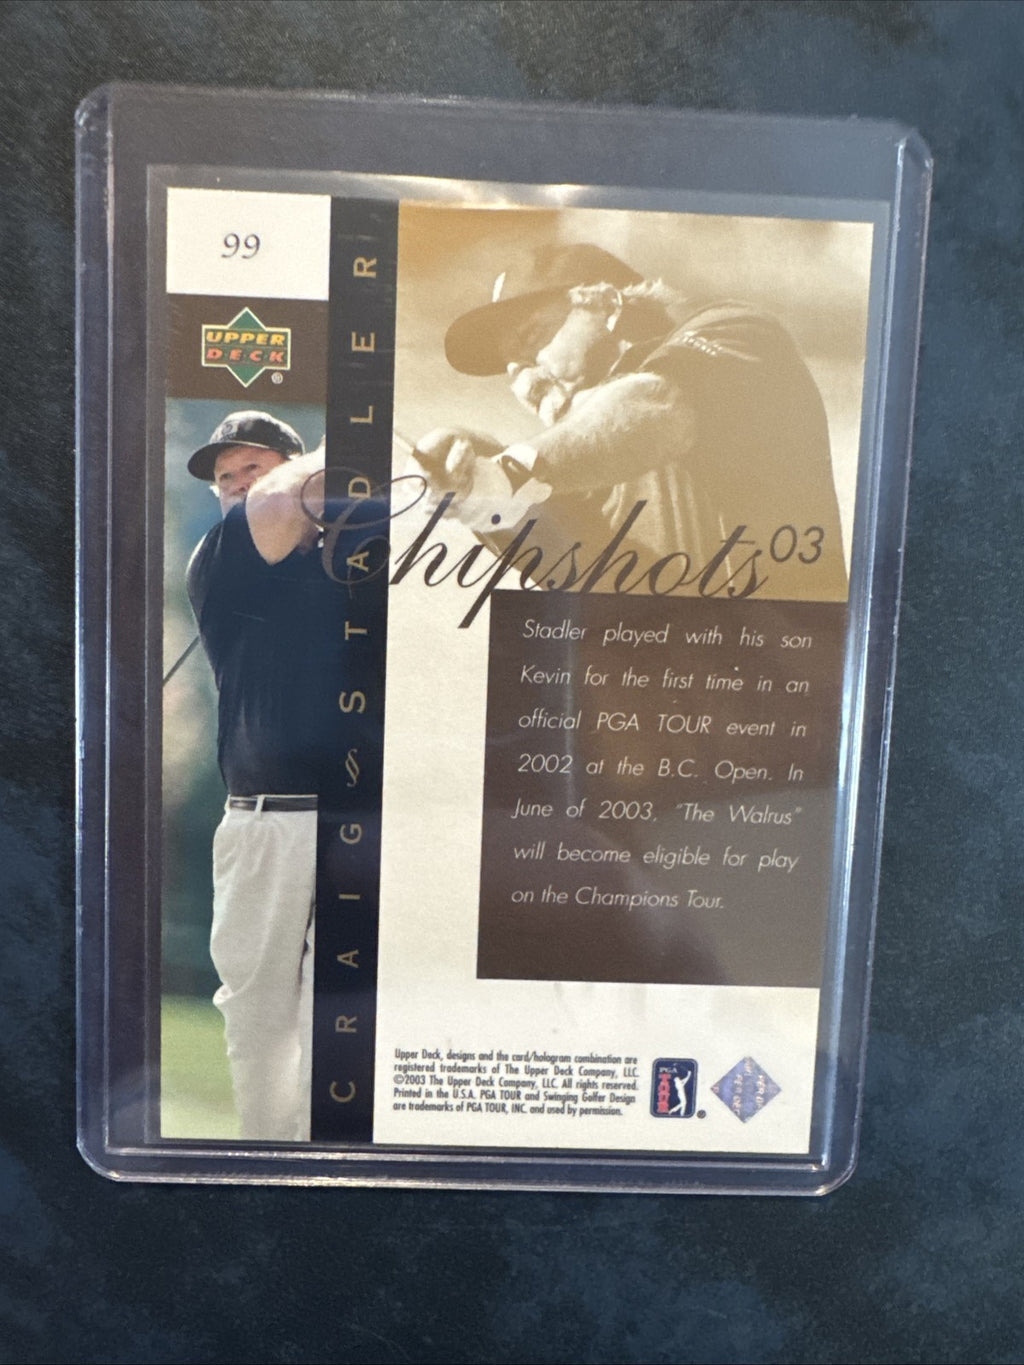 99
UPPER
DECK
®
CRAIG § STADLER
Chipshots 03
Stadler played with his son
Kevin for the first time in an
official PGA TOUR event in
2002 at the B.C. Open. In
June of 2003, "The Walrus"
will become eligible for play
on the Champions Tour.
Upper Deck, designs and the card/hologram combination are
registered trademarks of The Upper Deck Company, LLC.
©2003 The Upper Deck Company, LLC. All rights reserved.
Printed in the U.S.A. PGA TOUR and Swinging Golfer Design
are trademarks of PGA TOUR, INC. and used by permission.
PGA
TOUR
®